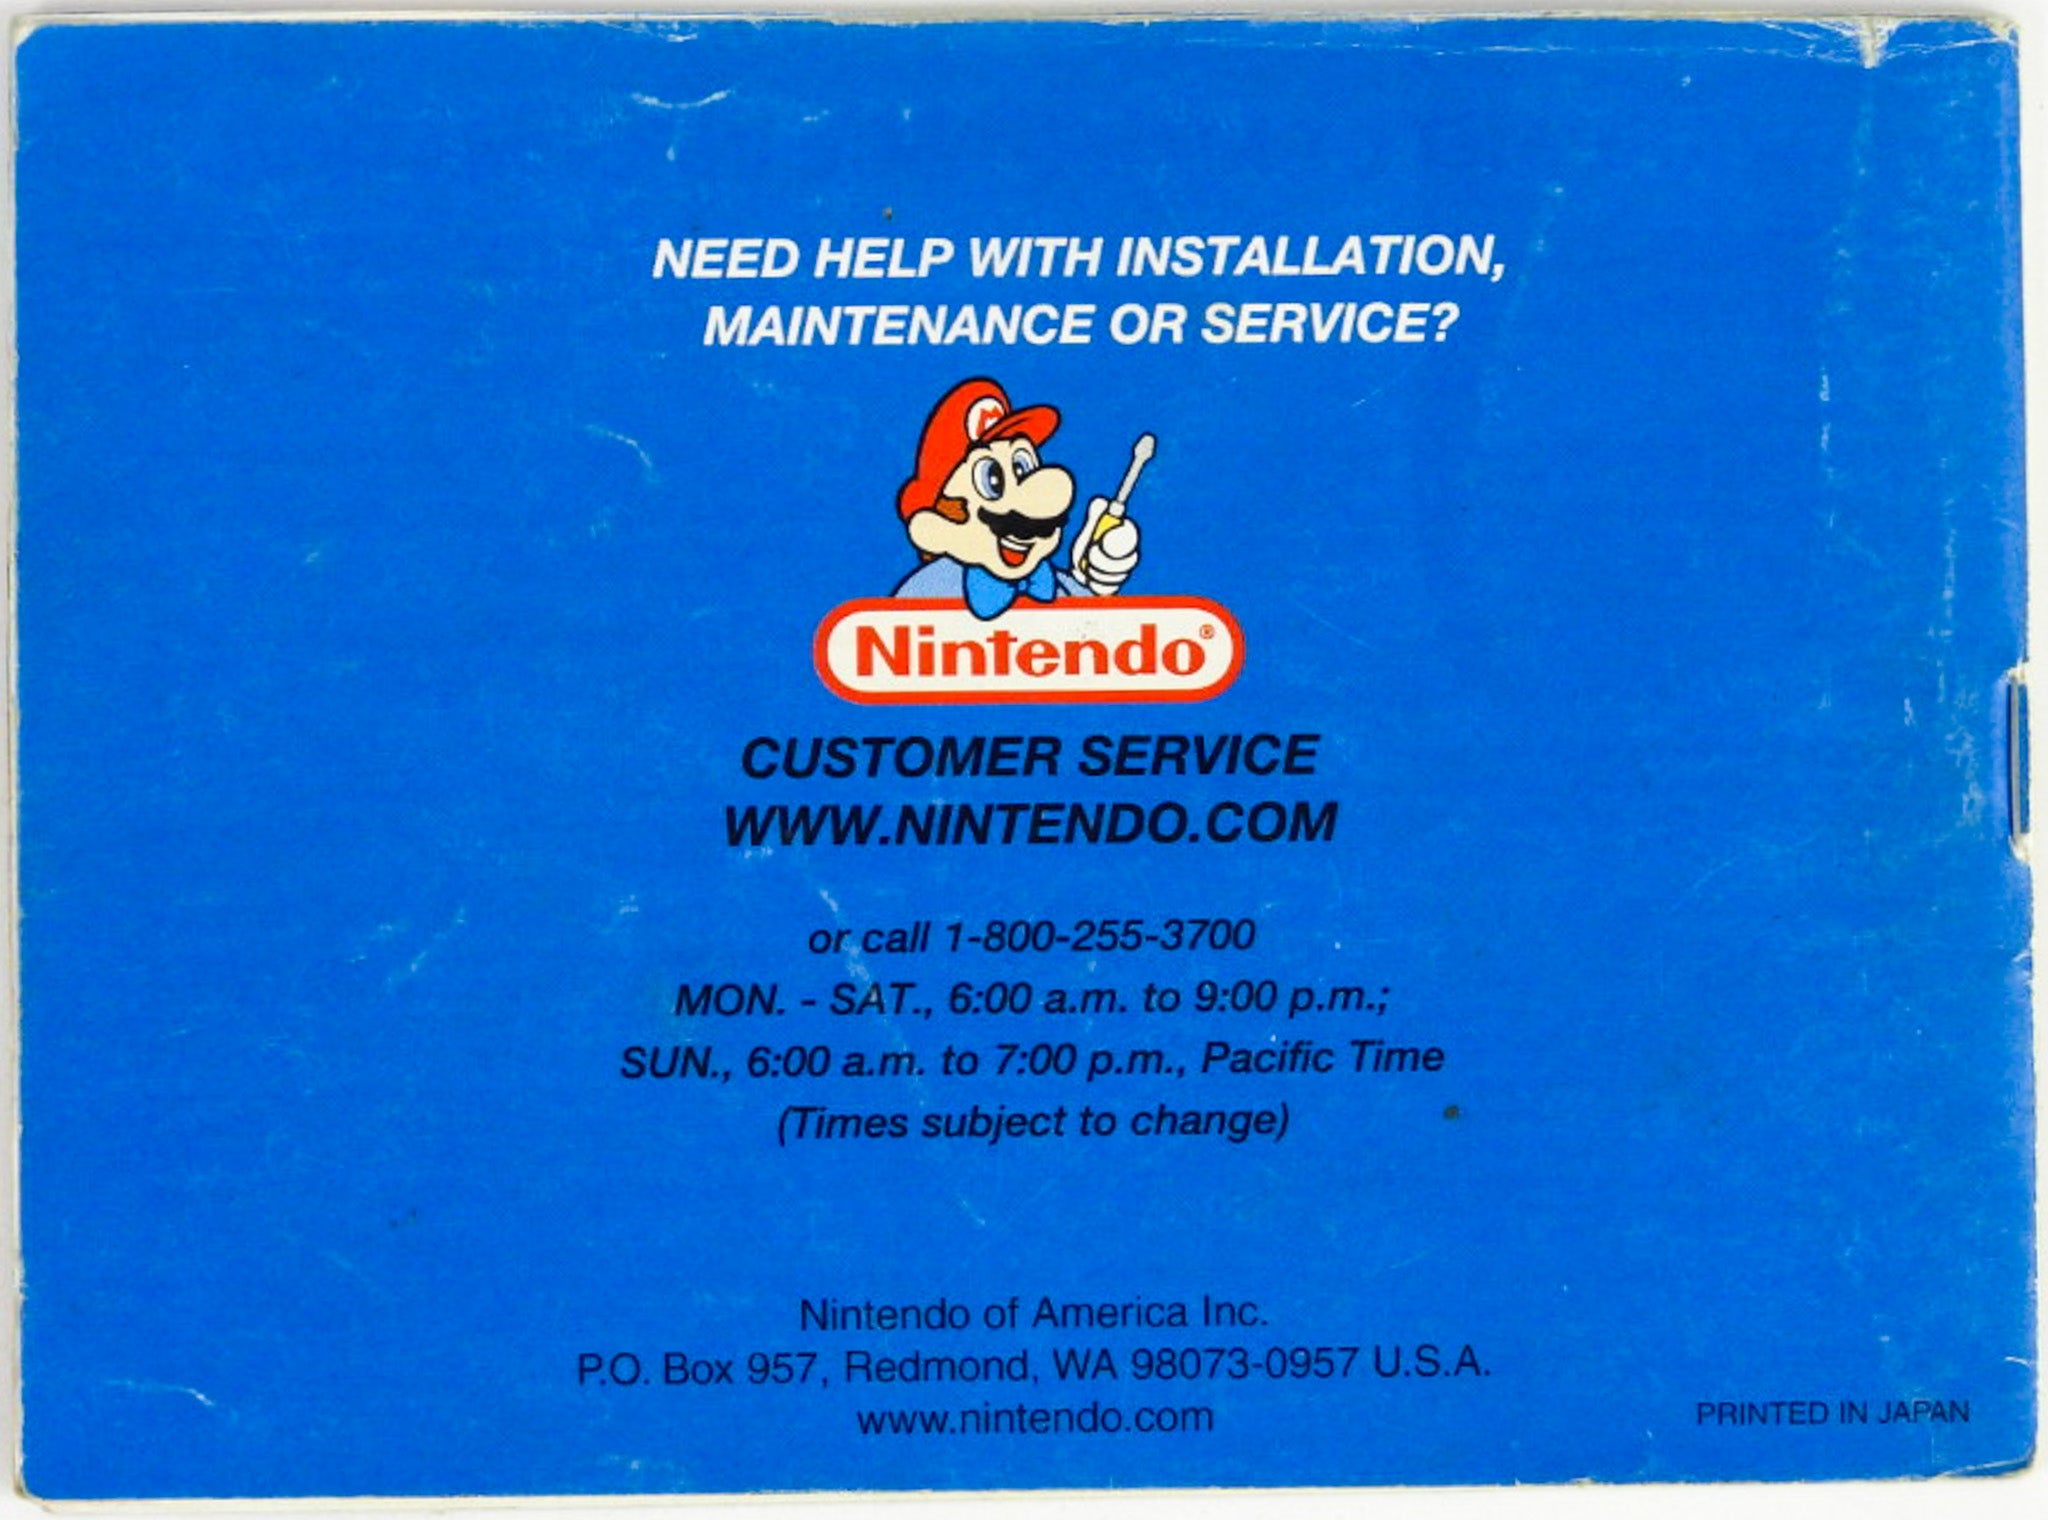 NEED HELP WITH INSTALLATION,
MAINTENANCE OR SERVICE?
M
Nintendo®
CUSTOMER SERVICE
WWW.NINTENDO.COM
or call 1-800-255-3700
MON. - SAT., 6:00 a.m. to 9:00 p.m.;
SUN., 6:00 a.m. to 7:00 p.m., Pacific Time
(Times subject to change)
Nintendo of America Inc.
P.O. Box 957, Redmond, WA 98073-0957 U.S.A.
www.nintendo.com
PRINTED IN JAPAN